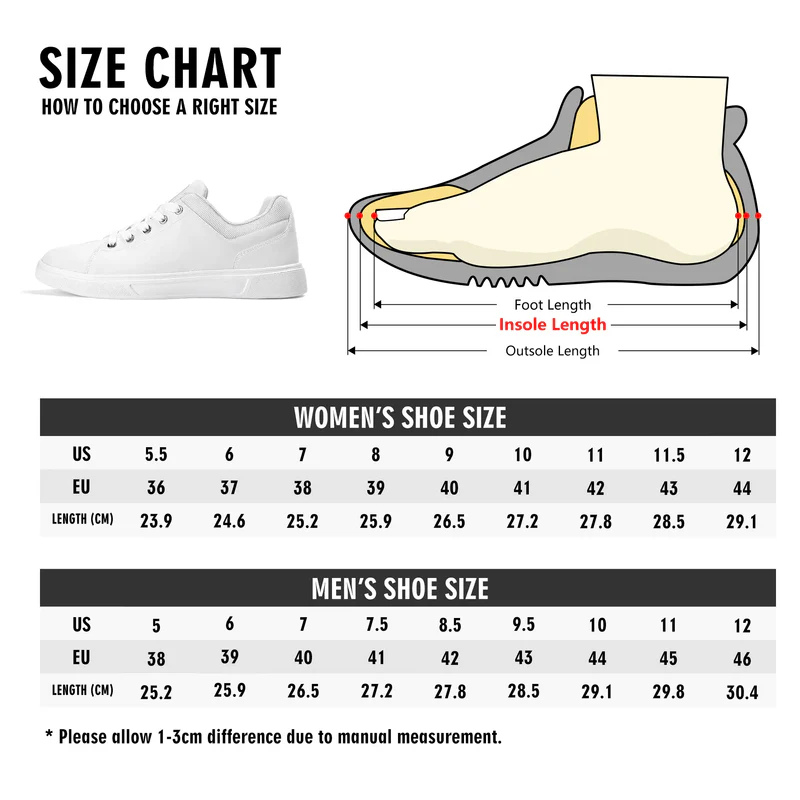 SIZE CHART
HOW TO CHOOSE A RIGHT SIZE
Foot Length
Insole Length
Outsole Length
WOMEN'S SHOE SIZE
US 5.5 6 7 8 9 10 11 11.5 12
EU 36 37 38 39 40 41 42 43 44
LENGTH (CM) 23.9 24.6 25.2 25.9 26.5 27.2 27.8 28.5 29.1
MEN'S SHOE SIZE
US 5 6 7 7.5 8.5 9.5 10 11 12
EU 38 39 40 41 42 43 44 45 46
LENGTH (CM) 25.2 25.9 26.5 27.2 27.8 28.5 29.1 29.8 30.4
* Please allow 1-3cm difference due to manual measurement.